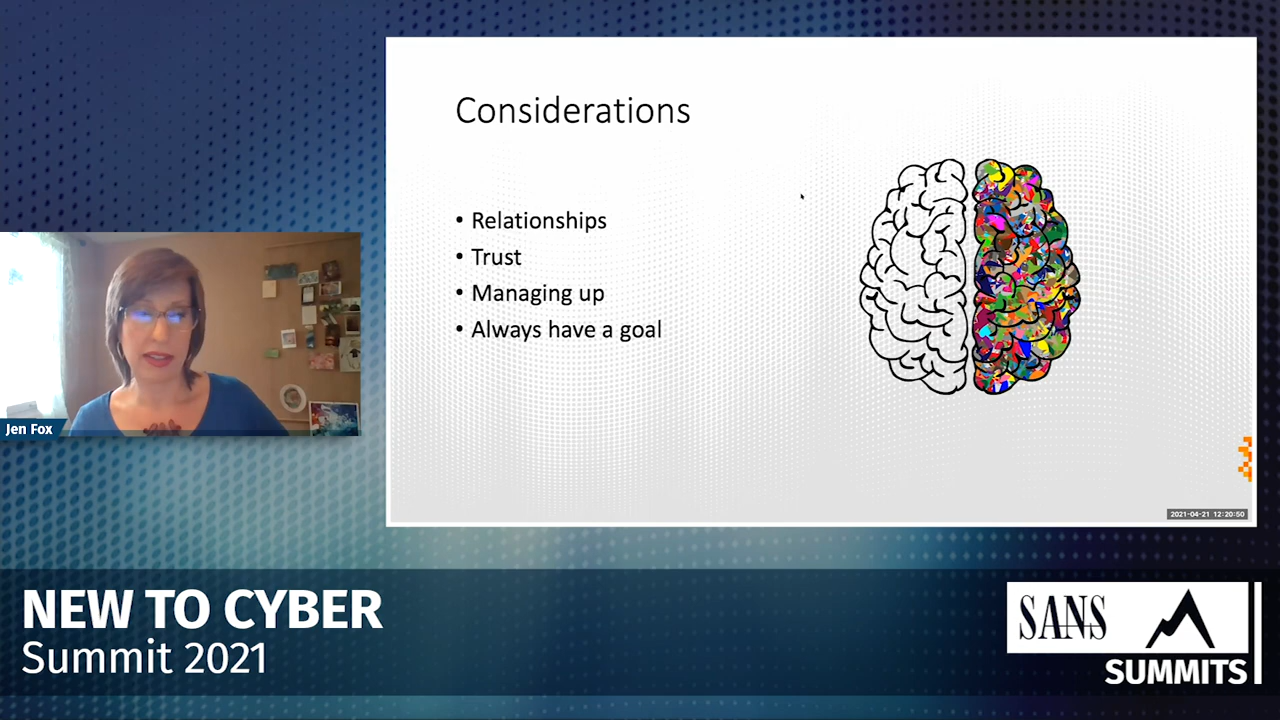 Considerations
• Relationships
• Trust
• Managing up
• Always have a goal
Jen Fox
2021-04-21 12:20:50
NEW TO CYBER
Summit 2021
SANS
SUMMITS